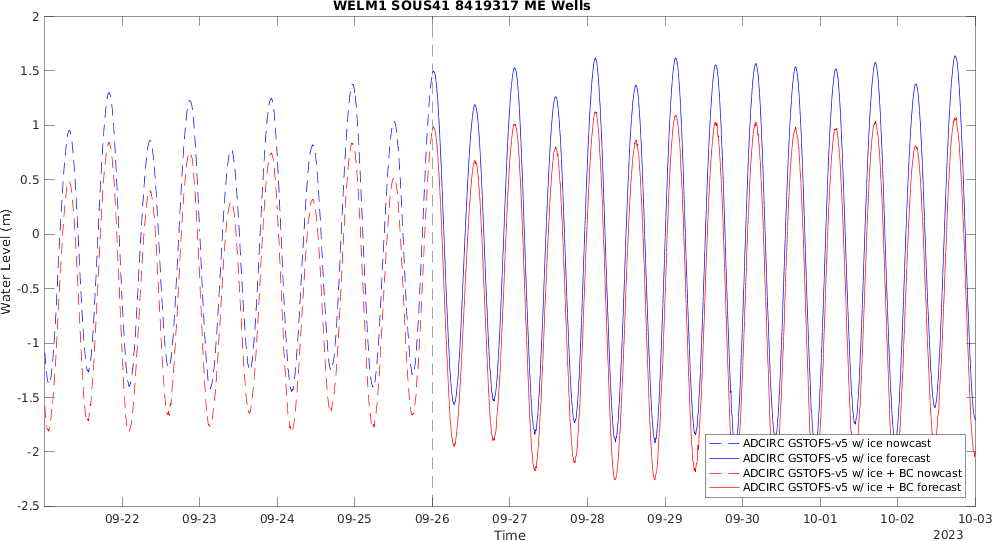 WELM1 SOUS41 8419317 ME Wells
2
1.5
1
0.5
0
-0.5
-1
-1.5
-2
-2.5
Water Level (m)
ADCIRC GSTOFS-v5 w/ ice nowcast
ADCIRC GSTOFS-v5 w/ ice forecast
ADCIRC GSTOFS-v5 w/ ice + BC nowcast
ADCIRC GSTOFS-v5 w/ ice + BC forecast
09-22 09-23 09-24 09-25 09-26 09-27 09-28 09-29 09-30 10-01 10-02 10-03
Time
2023